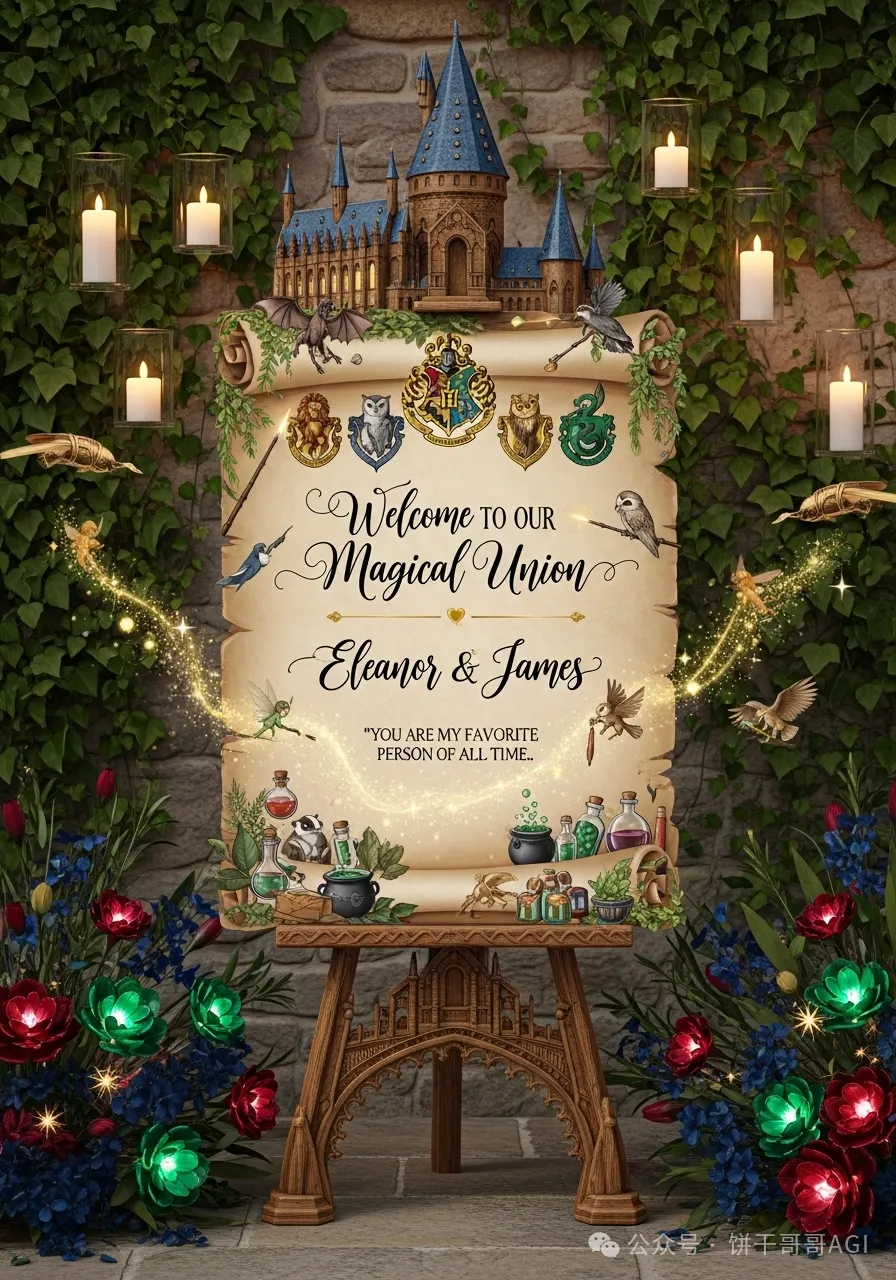 Welcome TO OUR
Magical Union
Eleanor & James
"YOU ARE MY FAVORITE
PERSON OF ALL TIME..
公众号 · 饼干哥哥AGI